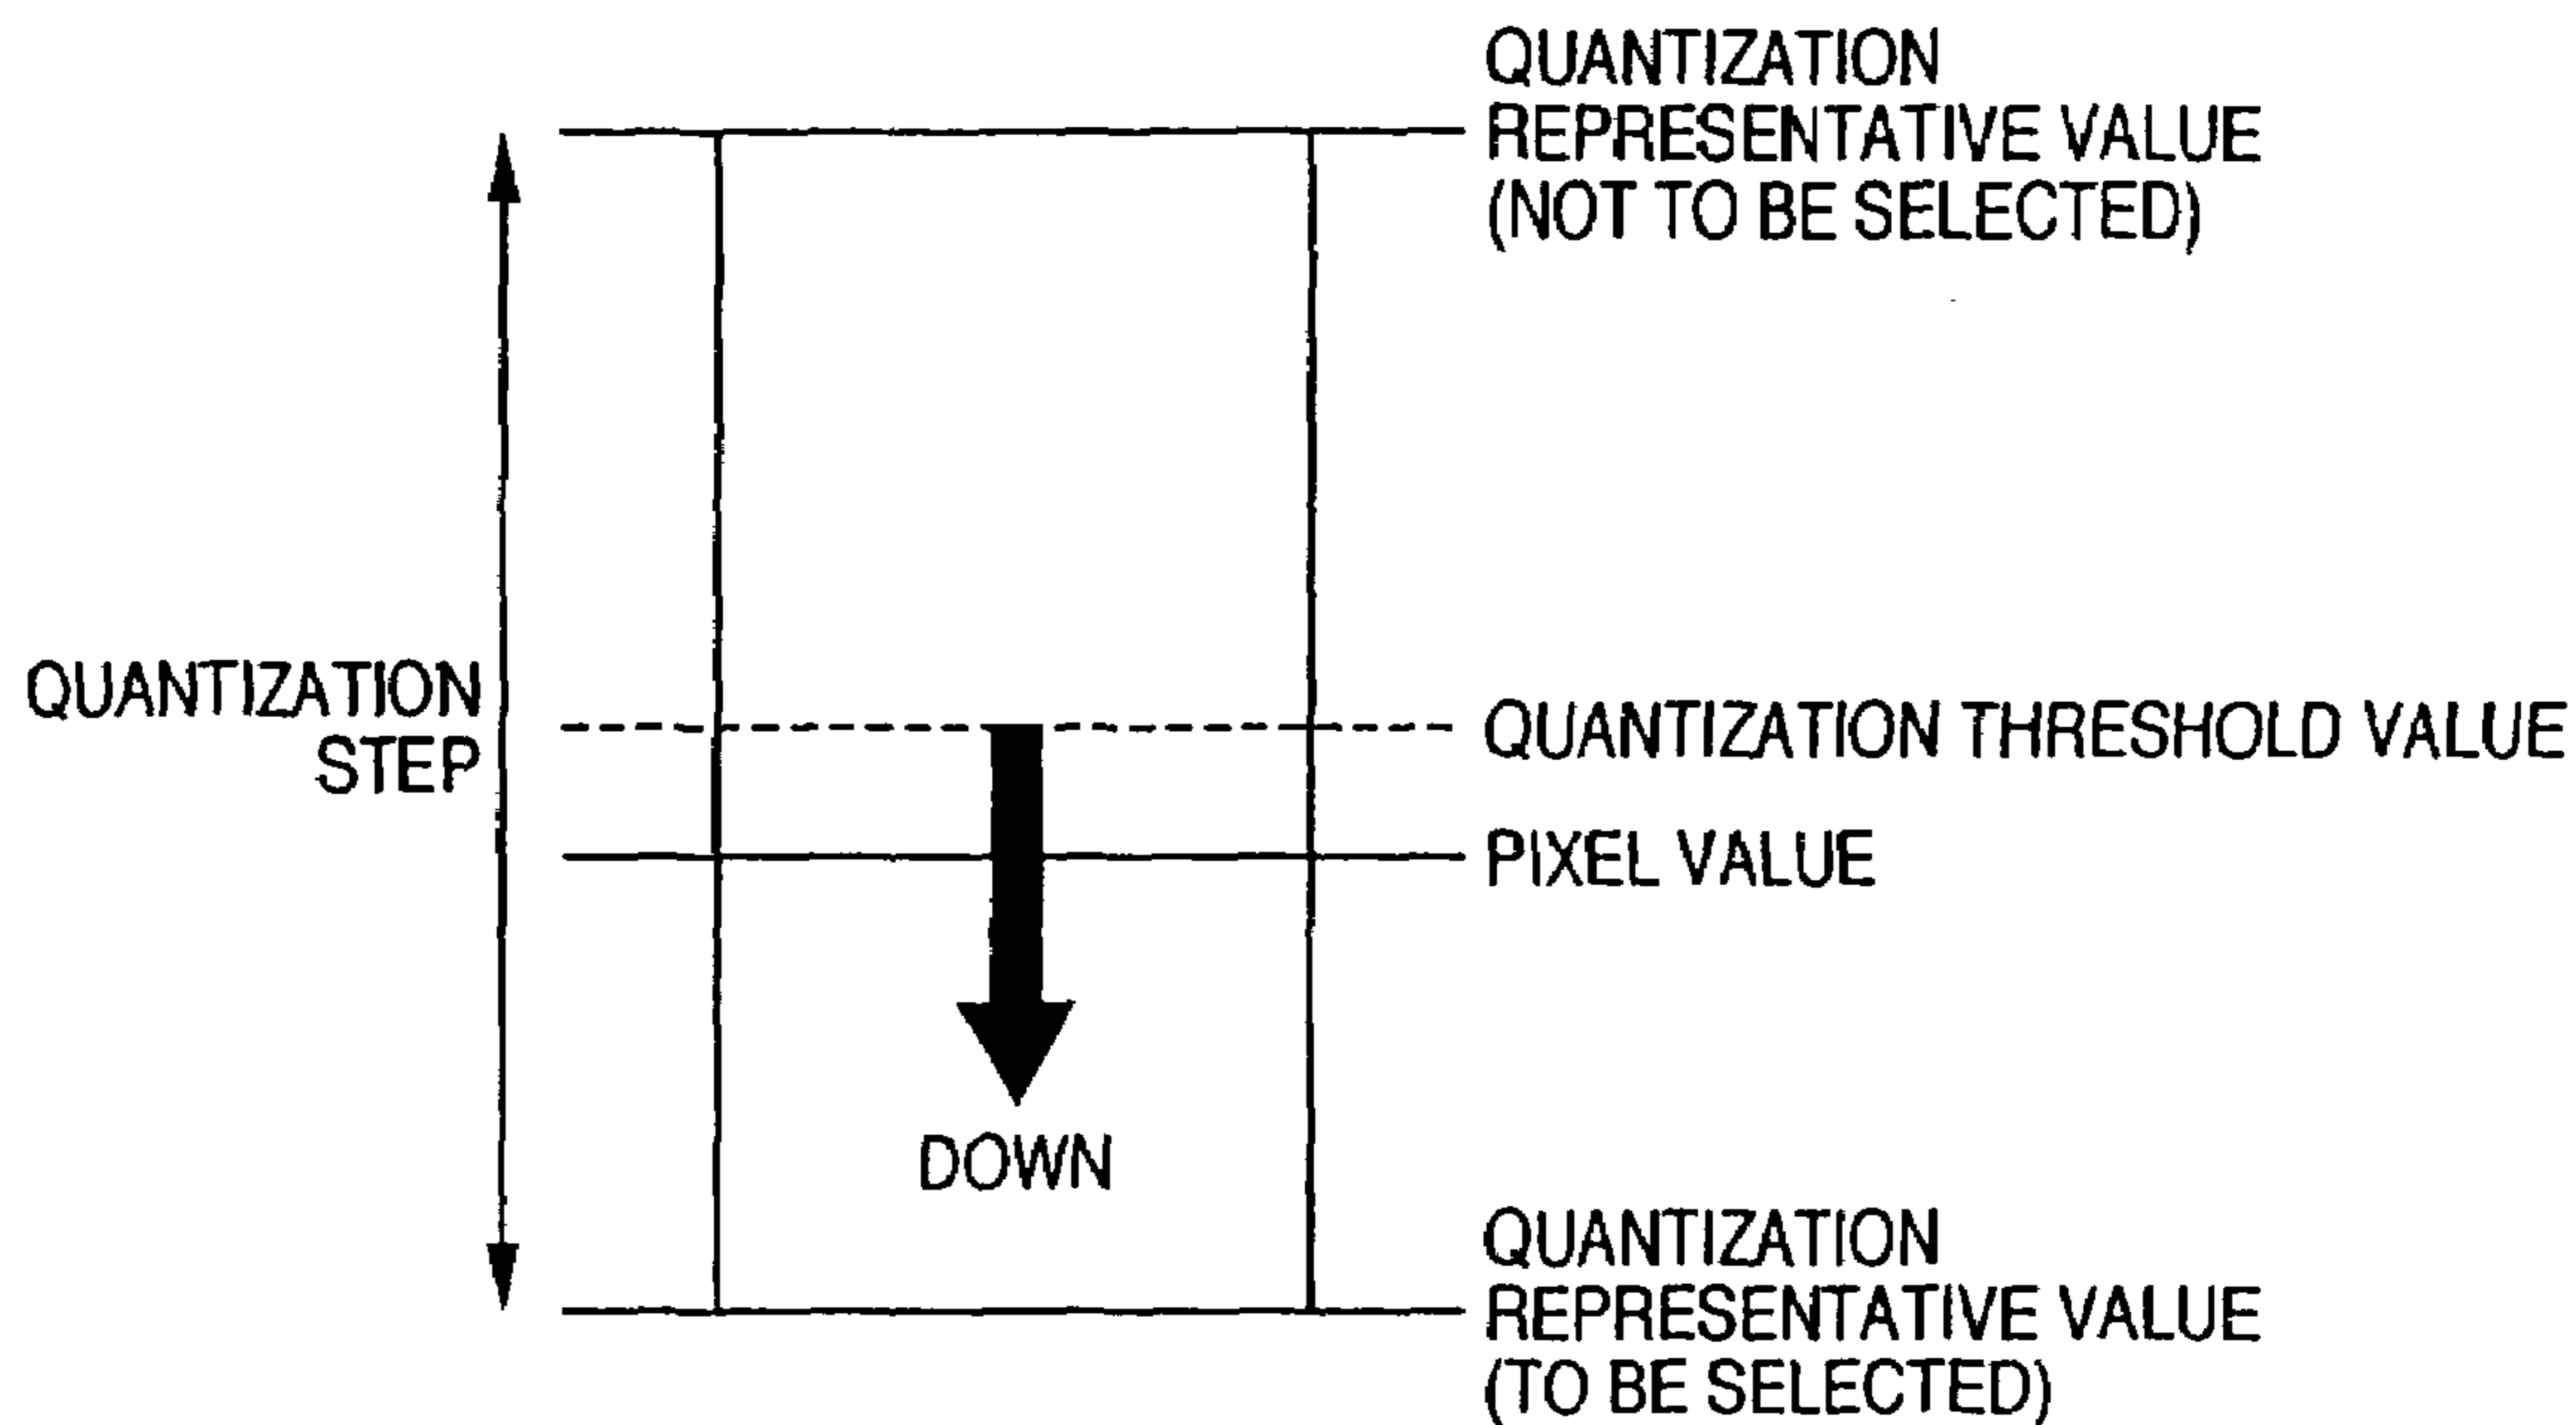 QUANTIZATION
REPRESENTATIVE VALUE
(NOT TO BE SELECTED)
QUANTIZATION
STEP
QUANTIZATION THRESHOLD VALUE
PIXEL VALUE
DOWN
QUANTIZATION
REPRESENTATIVE VALUE
(TO BE SELECTED)